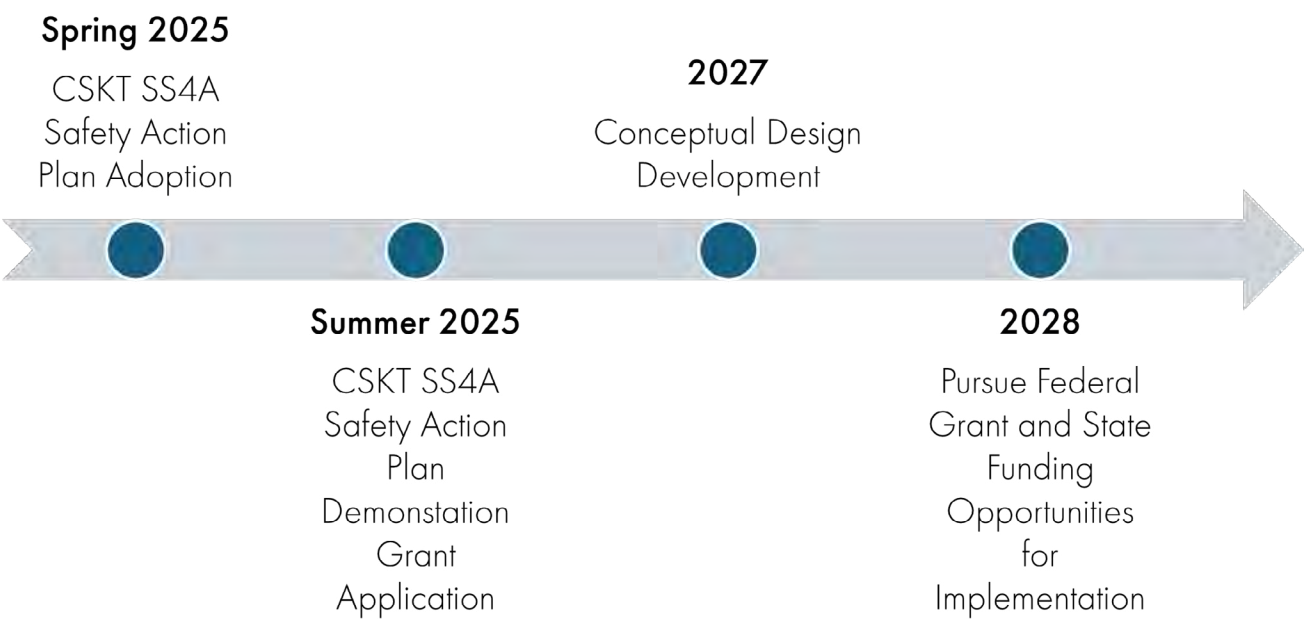 Spring 2025
CSKT SS4A
Safety Action
Plan Adoption
Summer 2025
CSKT SS4A
Safety Action
Plan
Demonstation
Grant
Application
2027
Conceptual Design
Development
2028
Pursue Federal
Grant and State
Funding
Opportunities
for
Implementation